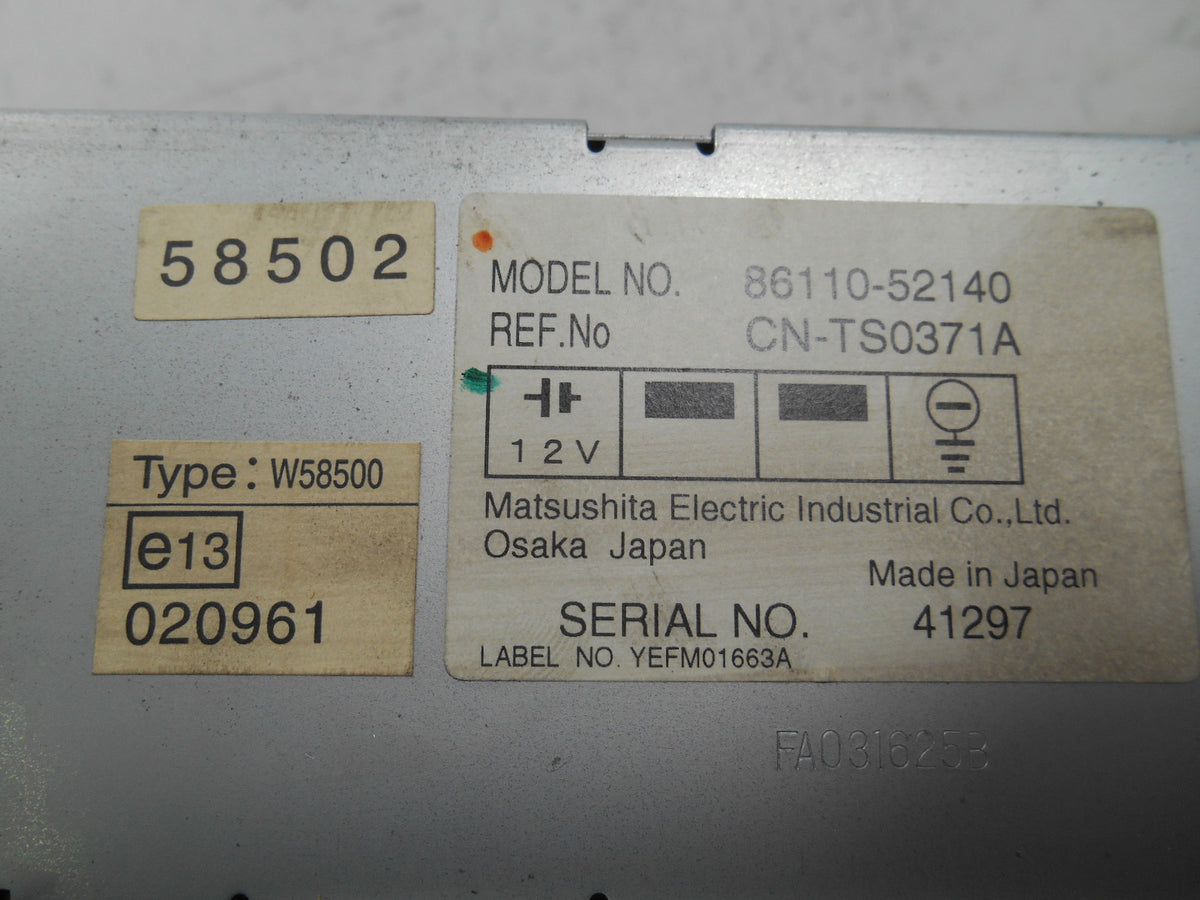 58502
MODEL NO. 86110-52140
REF.No CN-TS0371A
12V
Matsushita Electric Industrial Co.,Ltd.
Osaka Japan
Made in Japan
SERIAL NO. 41297
LABEL NO. YEFM01663A
Type: W58500
e13
020961
FA031625B